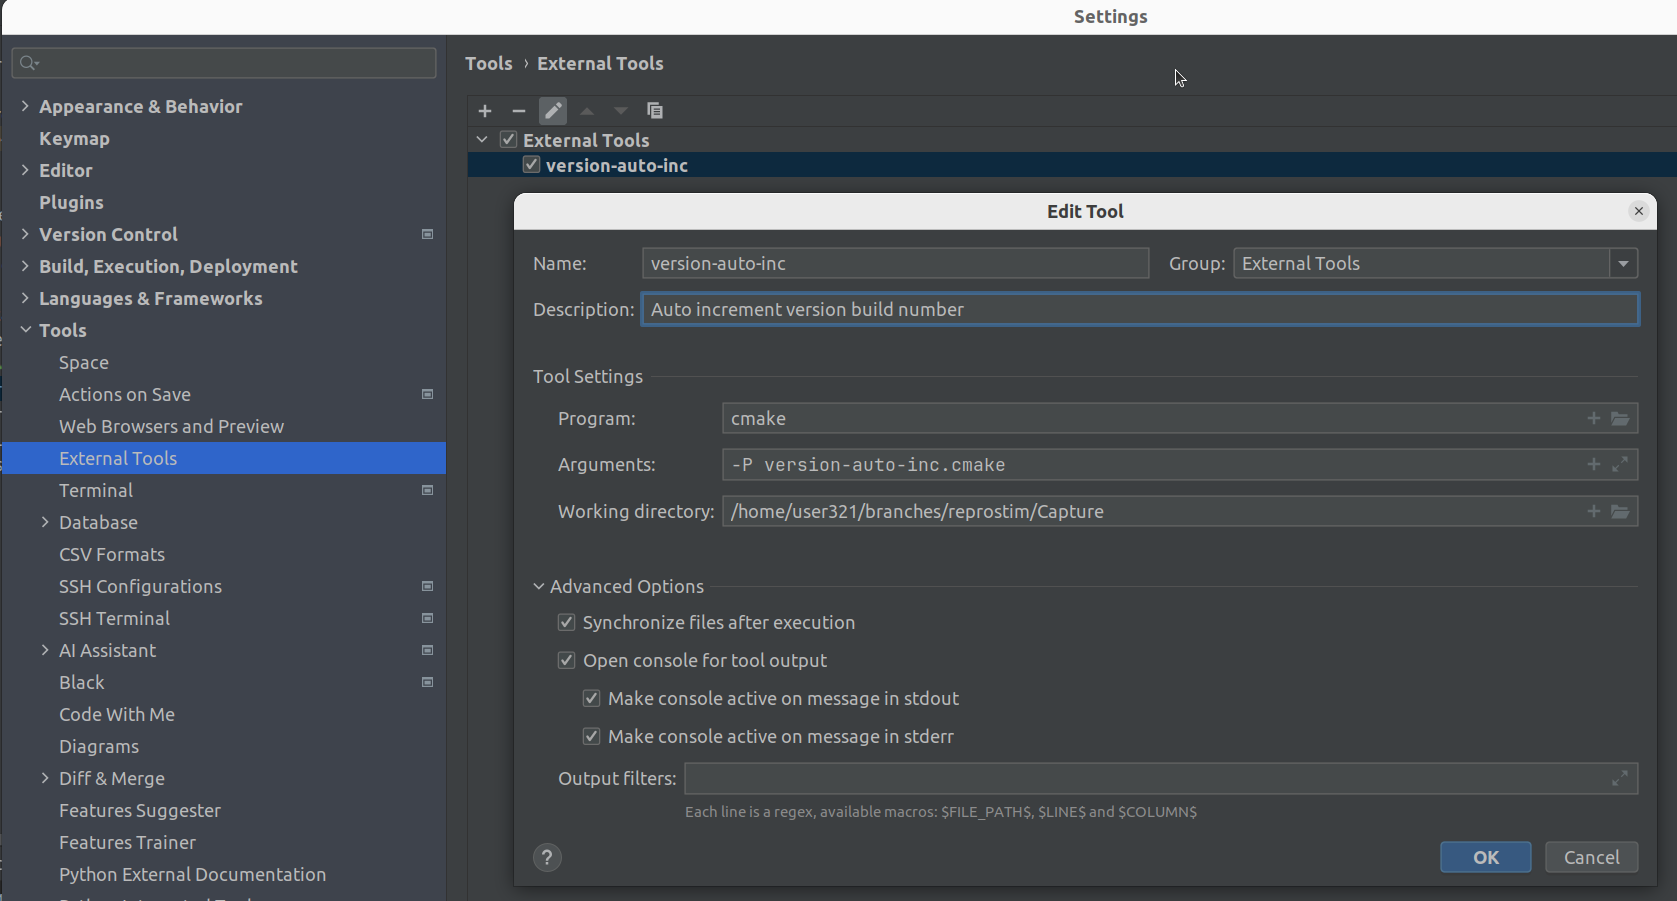 Settings
Tools › External Tools
Appearance & Behavior
Keymap
Editor
Plugins
Version Control
Build, Execution, Deployment
Languages & Frameworks
Tools
Space
Actions on Save
Web Browsers and Preview
External Tools
Terminal
Database
CSV Formats
SSH Configurations
SSH Terminal
AI Assistant
Black
Code With Me
Diagrams
Diff & Merge
Features Suggester
Features Trainer
Python External Documentation
External Tools
version-auto-inc
Edit Tool
Name: version-auto-inc Group: External Tools
Description: Auto increment version build number
Tool Settings
Program: cmake
Arguments: -P version-auto-inc.cmake
Working directory: /home/user321/branches/reprostim/Capture
Advanced Options
Synchronize files after execution
Open console for tool output
Make console active on message in stdout
Make console active on message in stderr
Output filters:
Each line is a regex, available macros: $FILE_PATH$, $LINE$ and $COLUMN$
?
OK Cancel